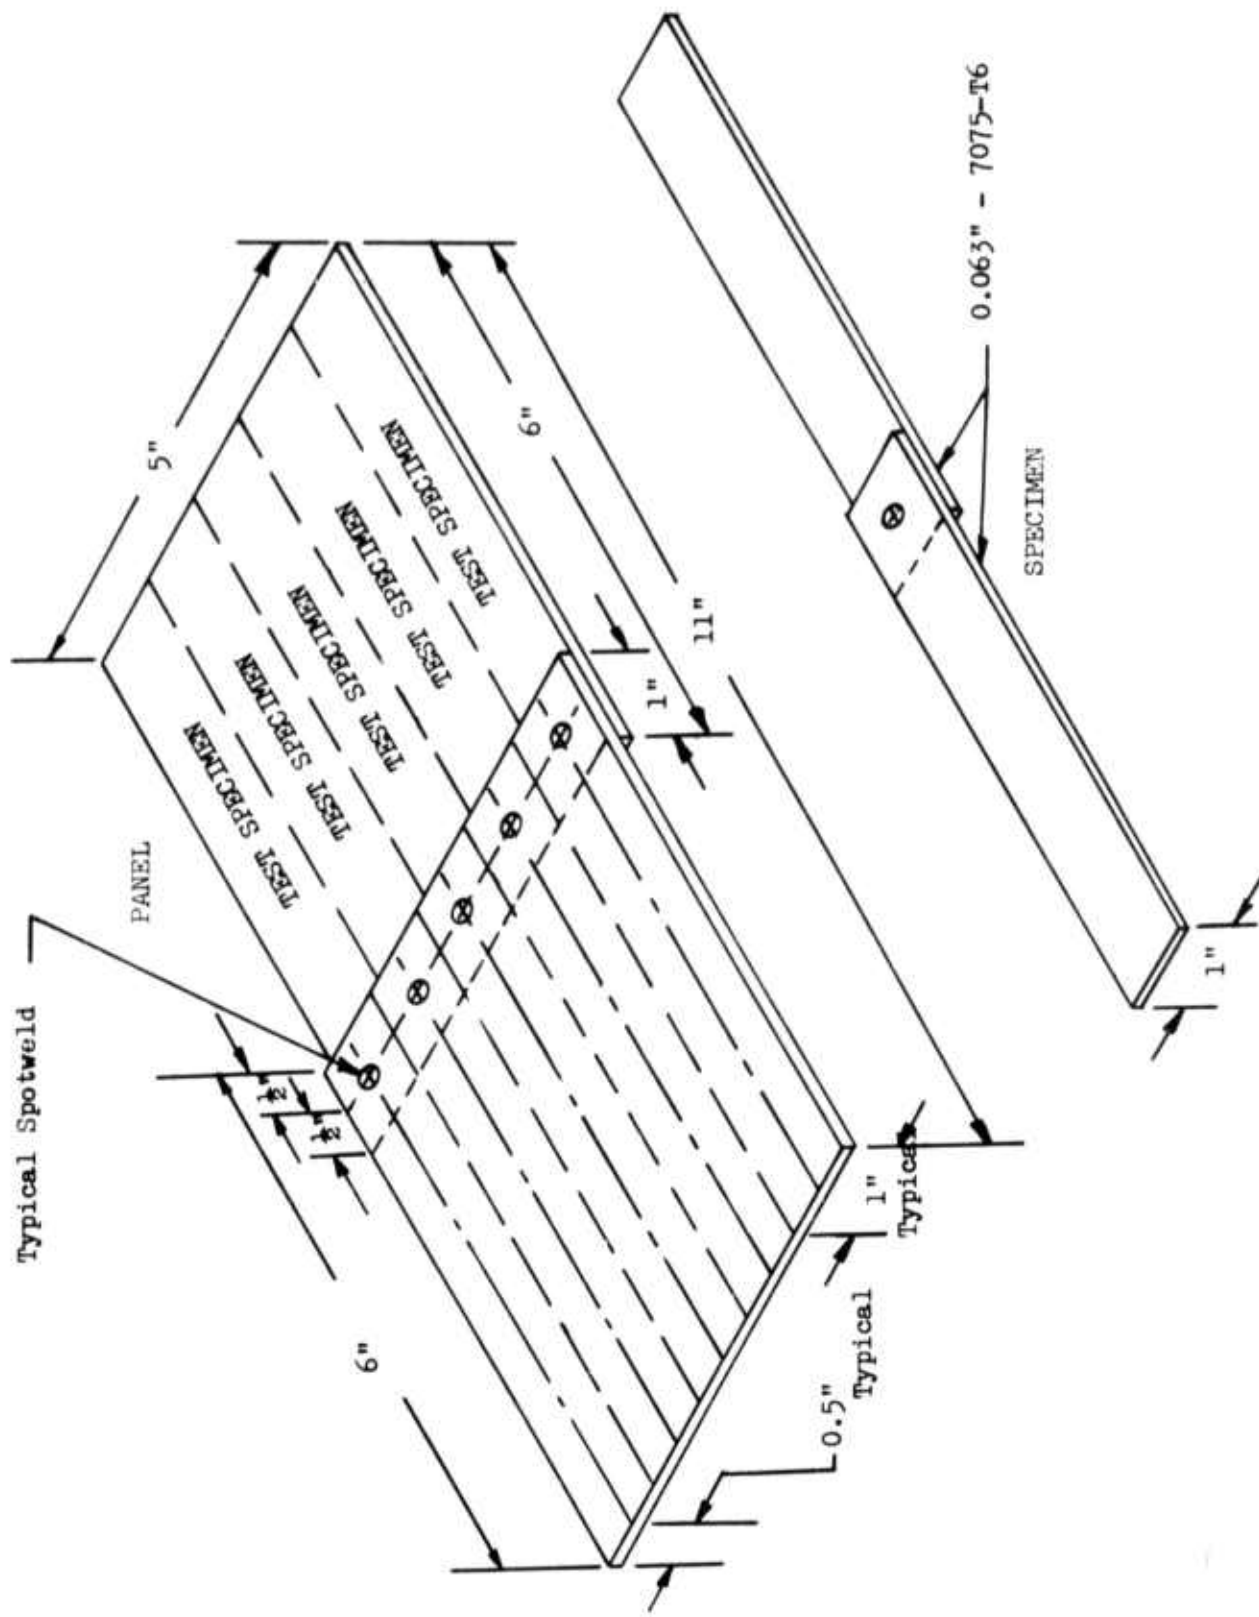 Typical Spotweld
PANEL
TEST SPECIMEN
TEST SPECIMEN
TEST SPECIMEN
TEST SPECIMEN
TEST SPECIMEN
5"
6"
1"
11"
1/2"
1/2"
6"
0.5"
Typical
1"
Typical
0.063" - 7075-T6
SPECIMEN
1"